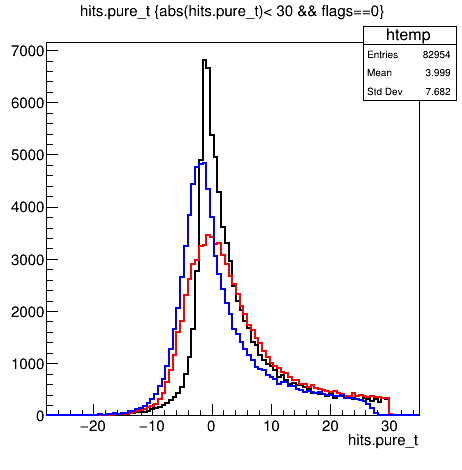 hits.pure_t {abs(hits.pure_t)< 30 && flags==0}
htemp
Entries 82954
Mean 3.999
Std Dev 7.682
7000
6000
5000
4000
3000
2000
1000
0
−20 −10 0 10 20 30
hits.pure_t